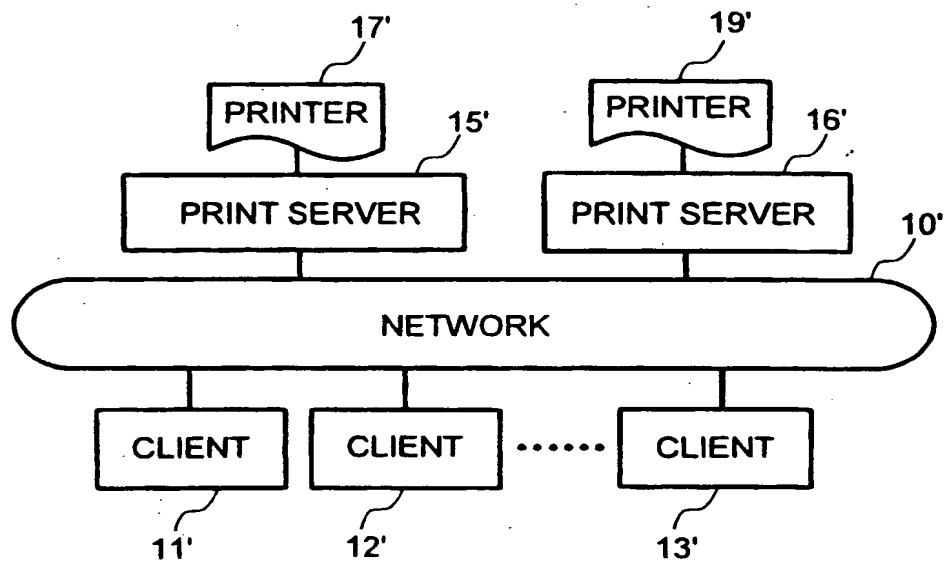 17'
19'
PRINTER
PRINTER
15'
16'
PRINT SERVER
PRINT SERVER
10'
NETWORK
CLIENT
CLIENT
CLIENT
11'
12'
13'